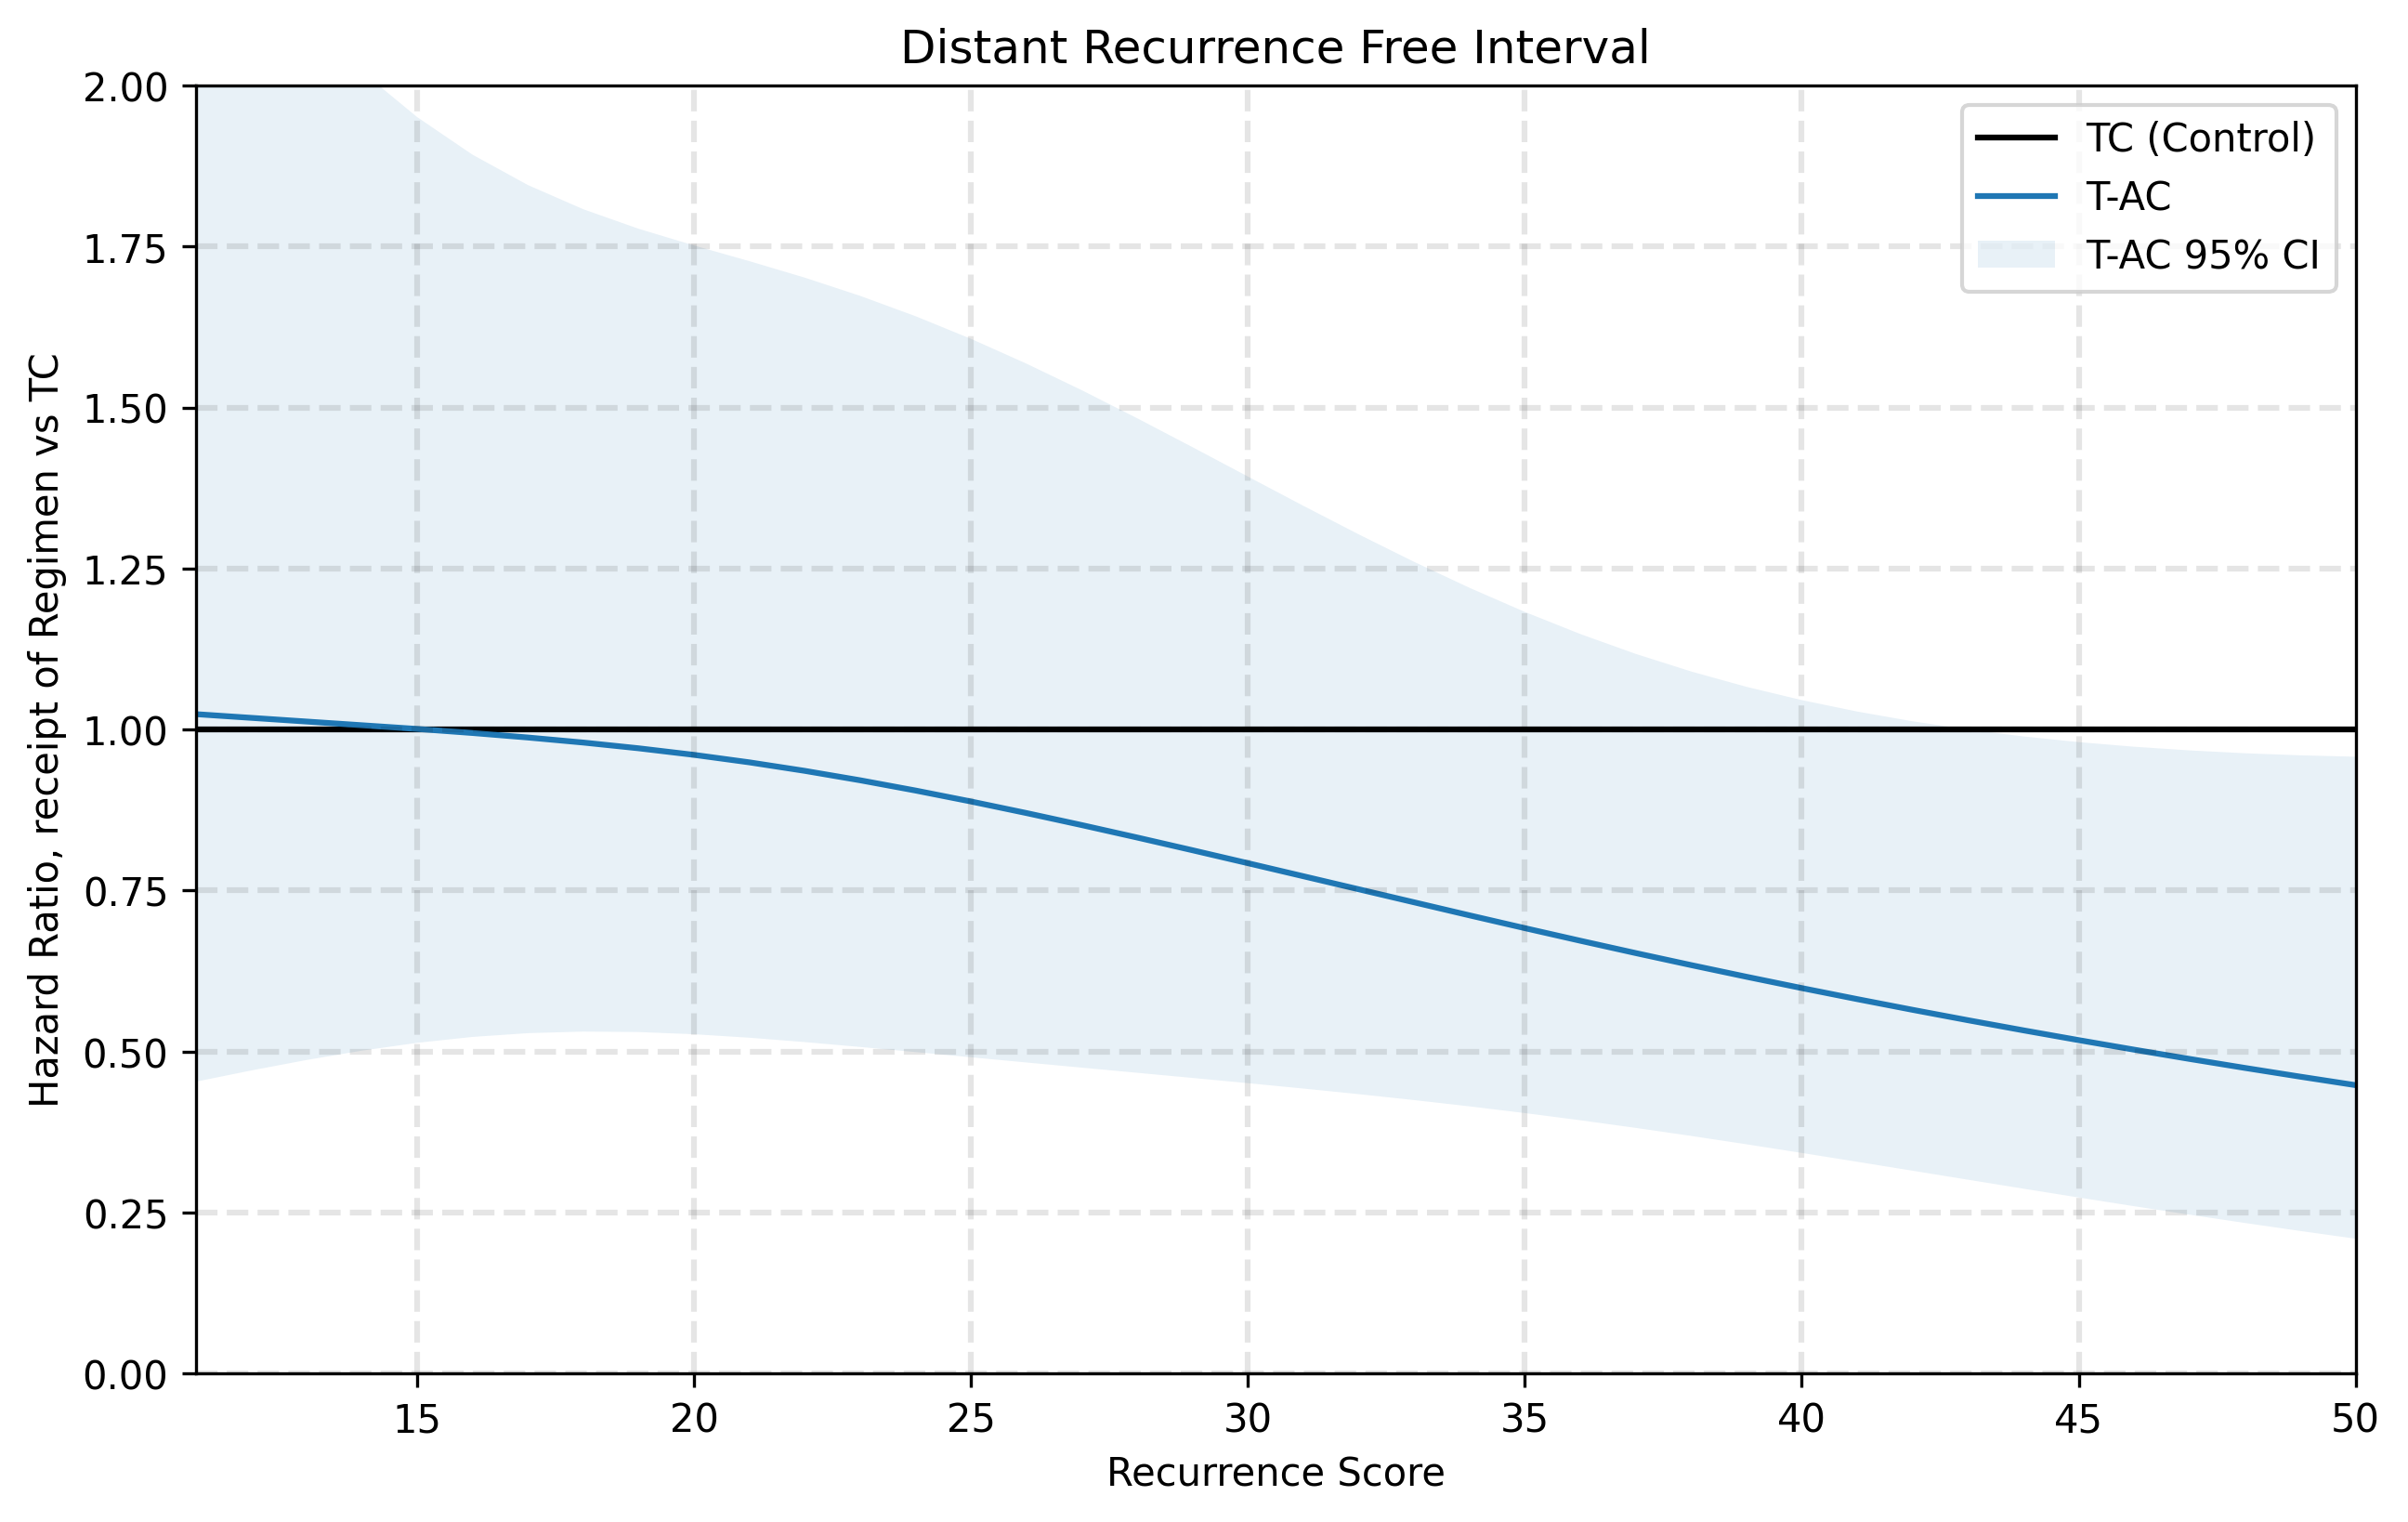 Distant Recurrence Free Interval
Hazard Ratio, receipt of Regimen vs TC
2.00
1.75
1.50
1.25
1.00
0.75
0.50
0.25
0.00
TC (Control)
T-AC
T-AC 95% CI
15 20 25 30 35 40 45 50
Recurrence Score